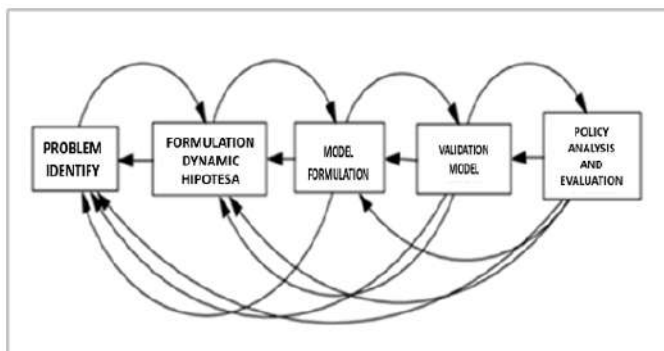 PROBLEM
IDENTIFY
FORMULATION
DYNAMIC
HIPOTESA
MODEL
FORMULATION
VALIDATION
MODEL
POLICY
ANALYSIS
AND
EVALUATION